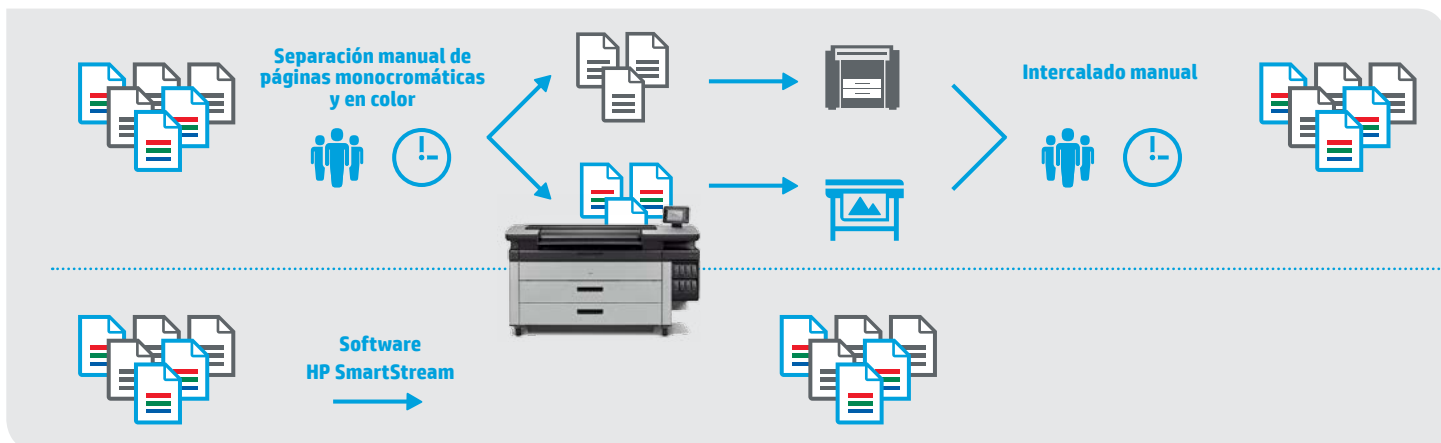 Separación manual de
páginas monocromáticas
y en color
Intercalado manual
Software
HP SmartStream